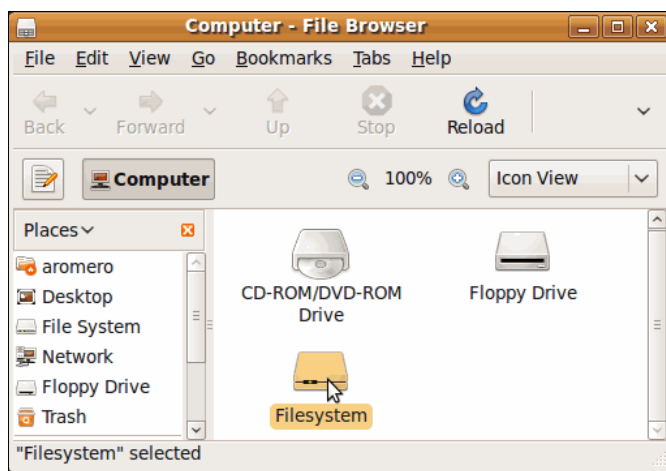 Computer - File Browser
File Edit View Go Bookmarks Tabs Help
Back Forward Up Stop Reload
Computer 100% Icon View
Places
aromero
Desktop
File System
Network
Floppy Drive
Trash
CD-ROM/DVD-ROM
Drive
Floppy Drive
Filesystem
"Filesystem" selected